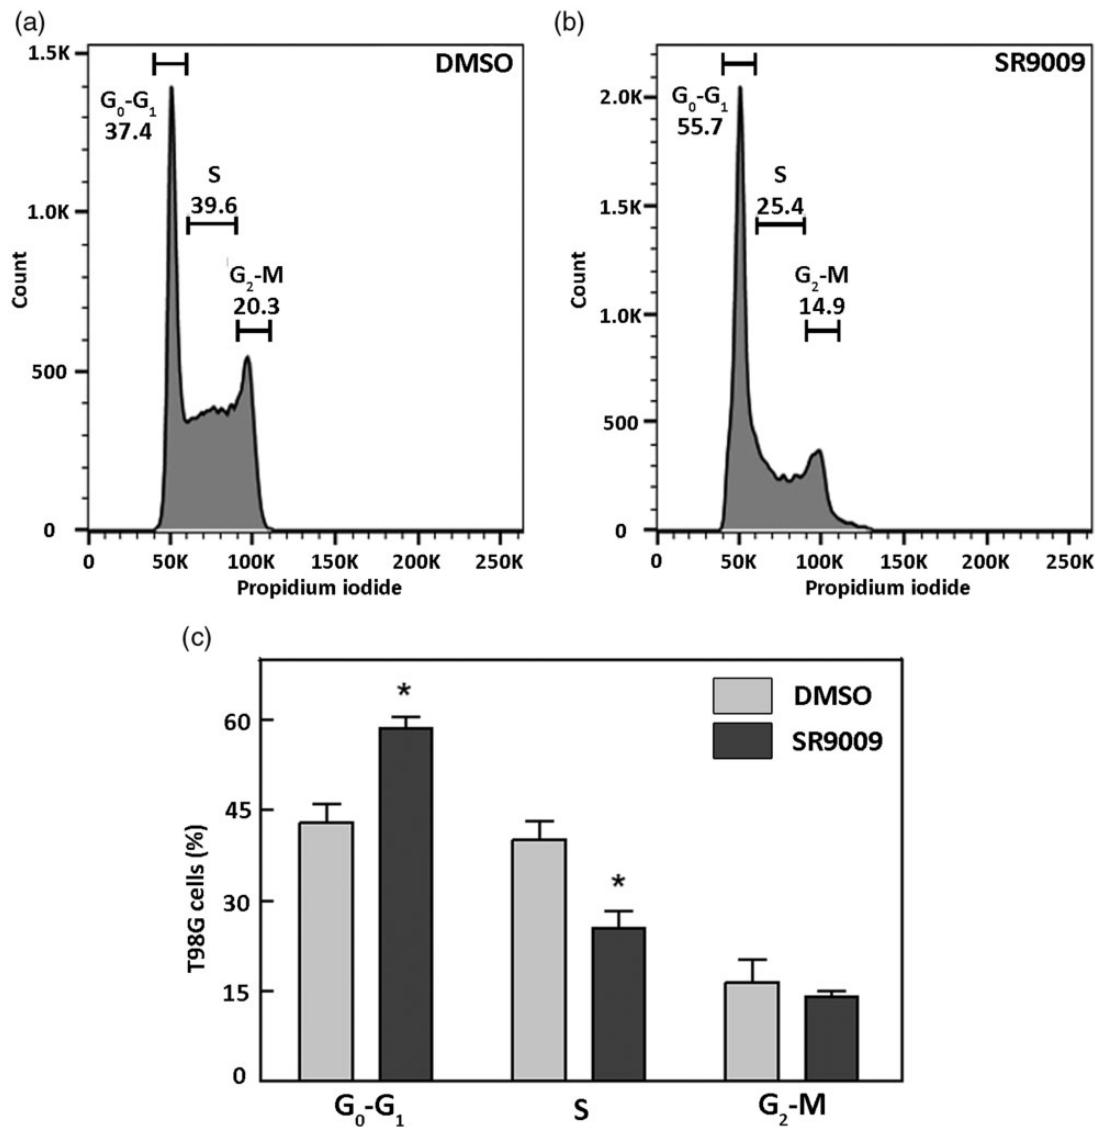 (a)
DMSO
1.5K
1.0K
500
0
Count
G0-G1
37.4
S
39.6
G2-M
20.3
0 50K 100K 150K 200K 250K
Propidium iodide
(b)
SR9009
2.0K
1.5K
1.0K
500
0
Count
G0-G1
55.7
S
25.4
G2-M
14.9
0 50K 100K 150K 200K 250K
Propidium iodide
(c)
DMSO
SR9009
60
45
30
15
0
T98G cells (%)
*
*
G0-G1 S G2-M